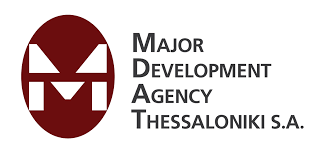 MAJOR
DEVELOPMENT
AGENCY
THESSALONIKI S.A.